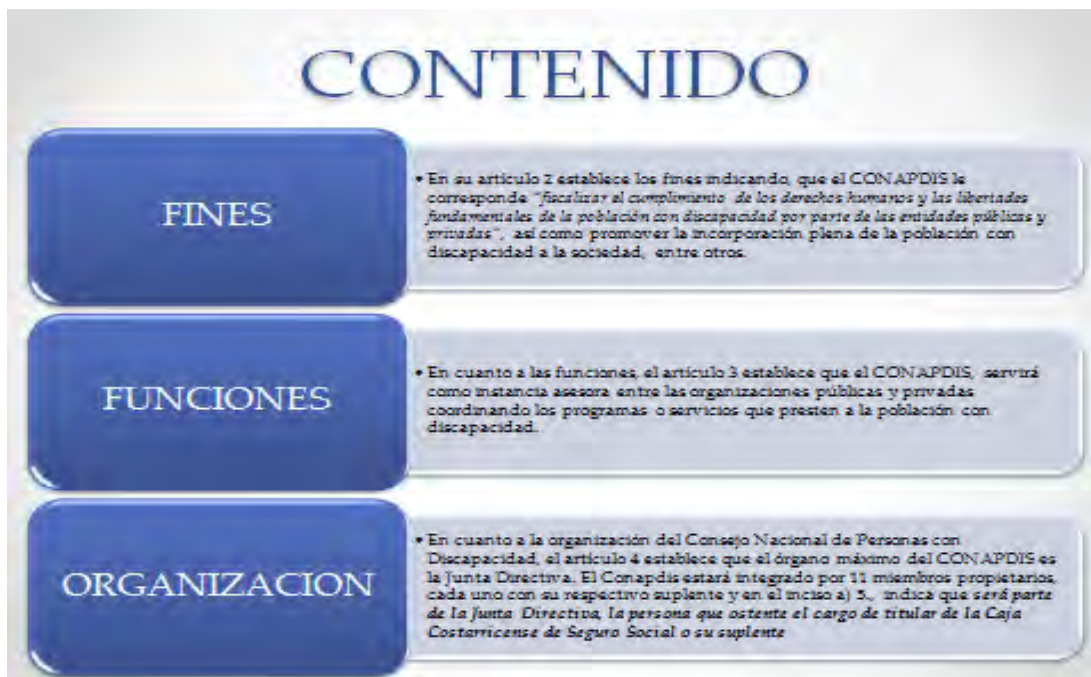 CONTENIDO
FINES
• En su artículo 2 establece los fines indicando, que el CONAPDIS le
corresponde "fiscalizar el cumplimiento de los derechos humanos y las libertades
fundamentales de la población con discapacidad por parte de las entidades públicas y
privadas", así como promover la incorporación plena de la población con
discapacidad a la sociedad, entre otros.
FUNCIONES
• En cuanto a las funciones, el artículo 3 establece que el CONAPDIS, servirá
como instancia asesora entre las organizaciones públicas y privadas
coordinando los programas o servicios que presten a la población con
discapacidad.
ORGANIZACION
• En cuanto a la organización del Consejo Nacional de Personas con
Discapacidad, el artículo 4 establece que el órgano máximo del CONAPDIS es
la Junta Directiva. El Conapdis estará integrado por 11 miembros propietarios,
cada uno con su respectivo suplente y en el inciso a) 5., indica que será parte
de la Junta Directiva, la persona que ostente el cargo de titular de la Caja
Costarricense de Seguro Social o su suplente